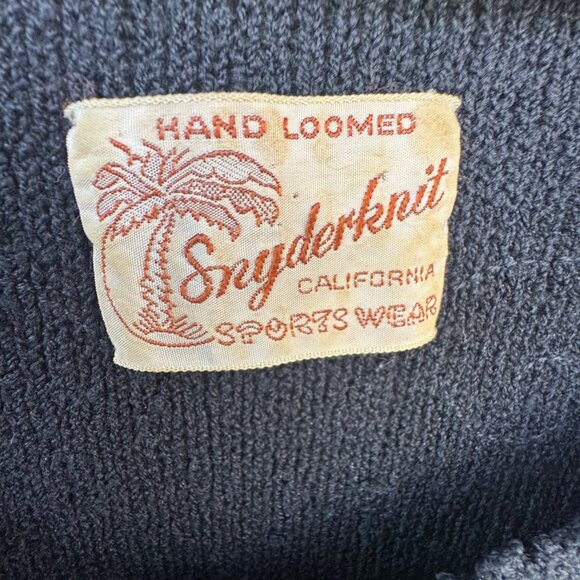 HAND LOOMED
Snyderknit
CALIFORNIA
SPORTS WEAR